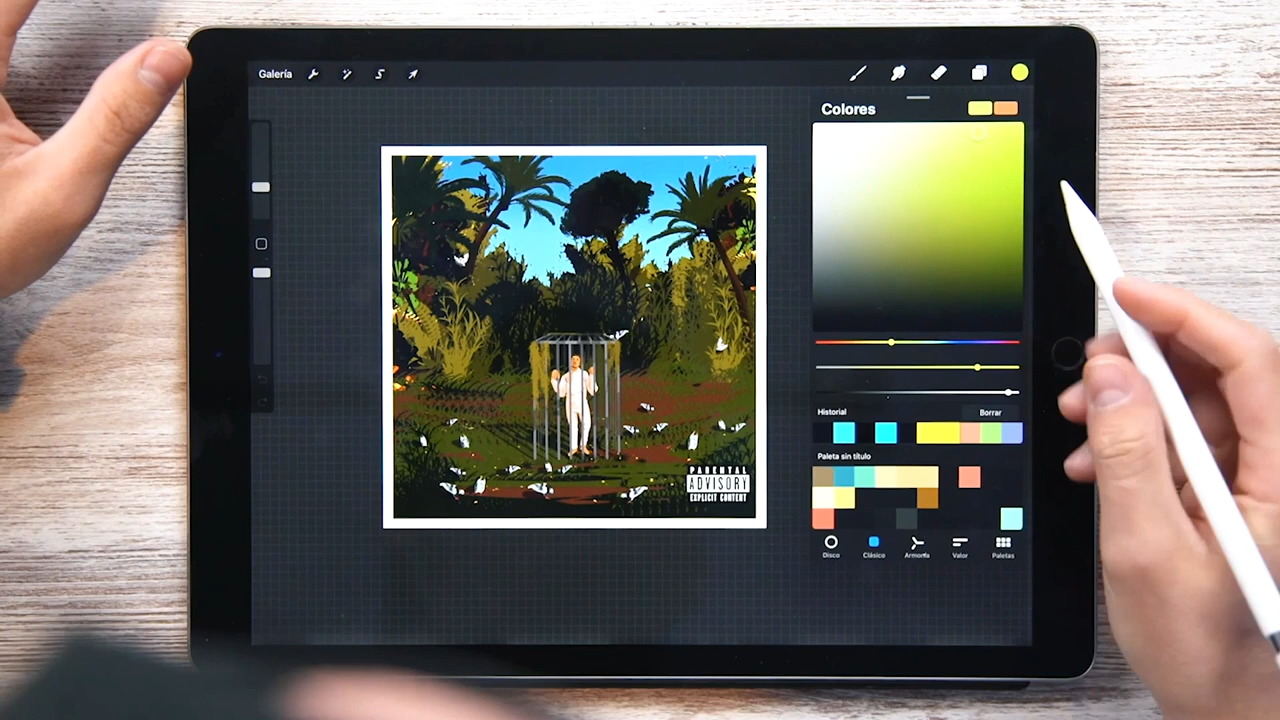 Galería
Colores
Historial
Borrar
Paleta sin título
PARENTAL
ADVISORY
EXPLICIT CONTENT
Disco
Clásico
Armonía
Valor
Paletas